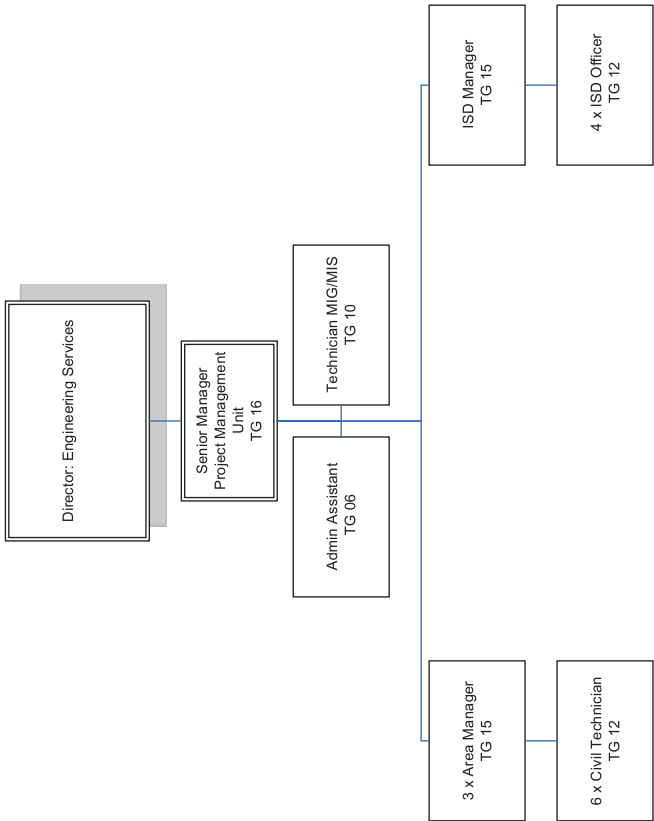 Director: Engineering Services
Senior Manager
Project Management
Unit
TG 16
Admin Assistant
TG 06
Technician MIG/MIS
TG 10
3 x Area Manager
TG 15
ISD Manager
TG 15
6 x Civil Technician
TG 12
4 x ISD Officer
TG 12